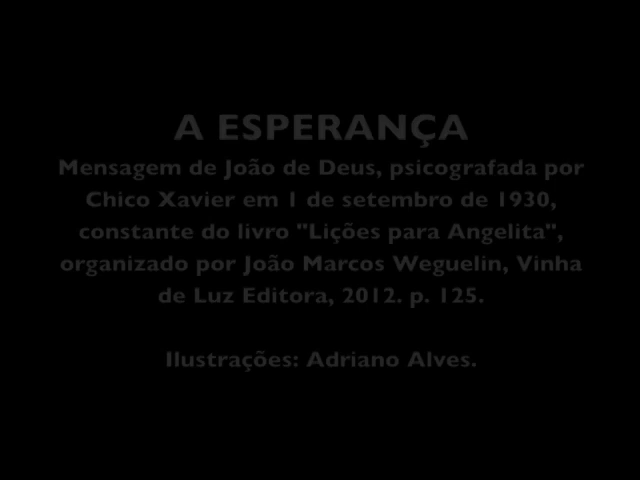 A ESPERANÇA
Mensagem de João de Deus, psicografada por
Chico Xavier em 1 de setembro de 1930,
constante do livro "Lições para Angelita",
organizado por João Marcos Weguelin, Vinha
de Luz Editora, 2012. p. 125.
Ilustrações: Adriano Alves.